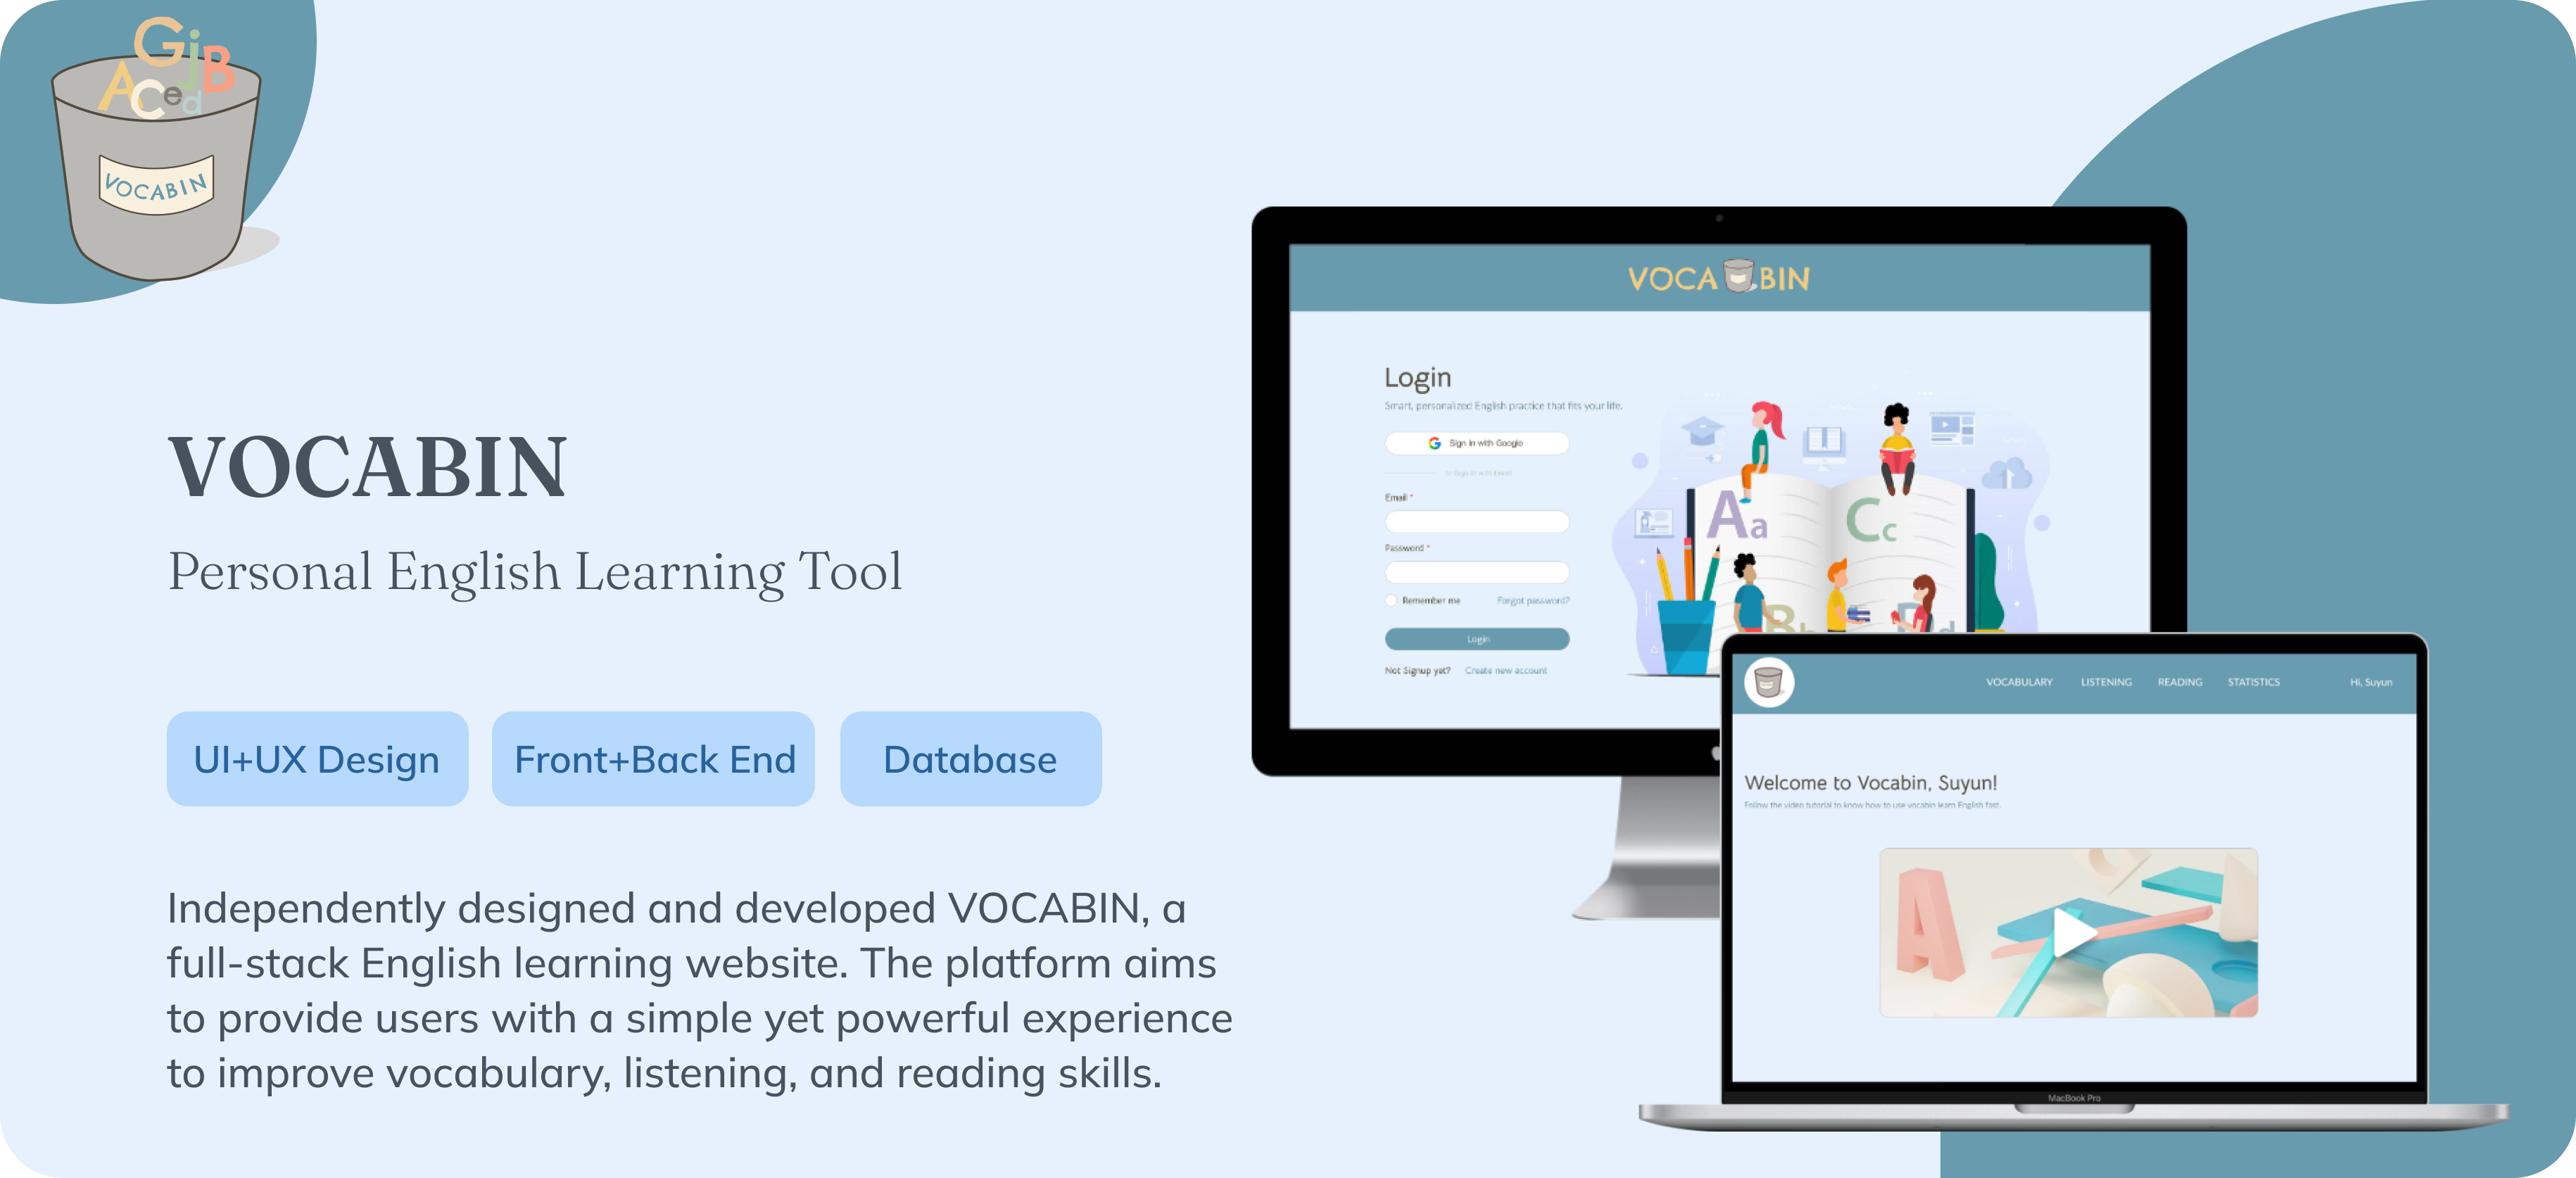 G j B
A C e d
VOCABIN
VOCABIN
Personal English Learning Tool
UI+UX Design
Front+Back End
Database
Independently designed and developed VOCABIN, a
full-stack English learning website. The platform aims
to provide users with a simple yet powerful experience
to improve vocabulary, listening, and reading skills.
VOCA BIN
Login
Smart, personalized English practice that fits your life.
Sign in with Google
or Sign in with Email
Email *
Password *
Remember me
Forgot password?
Login
Not Signup yet?
Create new account
Aa
Cc
Bb
d
VOCABULARY
LISTENING
READING
STATISTICS
Hi, Suyun
Welcome to Vocabin, Suyun!
Follow the video tutorial to know how to use vocabin learn English fast.
A
MacBook Pro